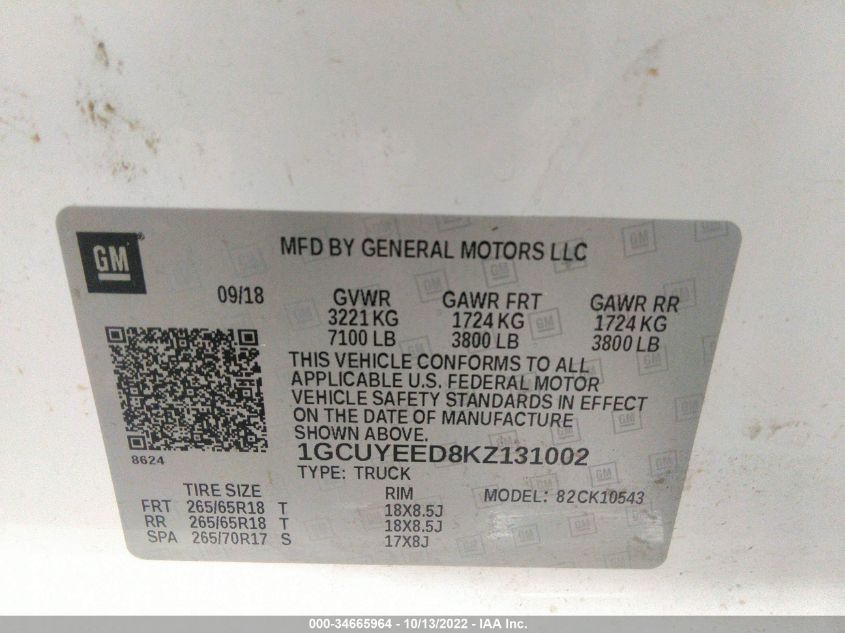 GM
MFD BY GENERAL MOTORS LLC
09/18
GVWR GAWR FRT GAWR RR
3221 KG 1724 KG 1724 KG
7100 LB 3800 LB 3800 LB
THIS VEHICLE CONFORMS TO ALL
APPLICABLE U.S. FEDERAL MOTOR
VEHICLE SAFETY STANDARDS IN EFFECT
ON THE DATE OF MANUFACTURE
SHOWN ABOVE.
8624
1GCUYEED8KZ131002
TYPE: TRUCK
TIRE SIZE RIM MODEL: 82CK10543
FRT 265/65R18 T 18X8.5J
RR 265/65R18 T 18X8.5J
SPA 265/70R17 S 17X8J
000-34665964 - 10/13/2022 - IAA Inc.